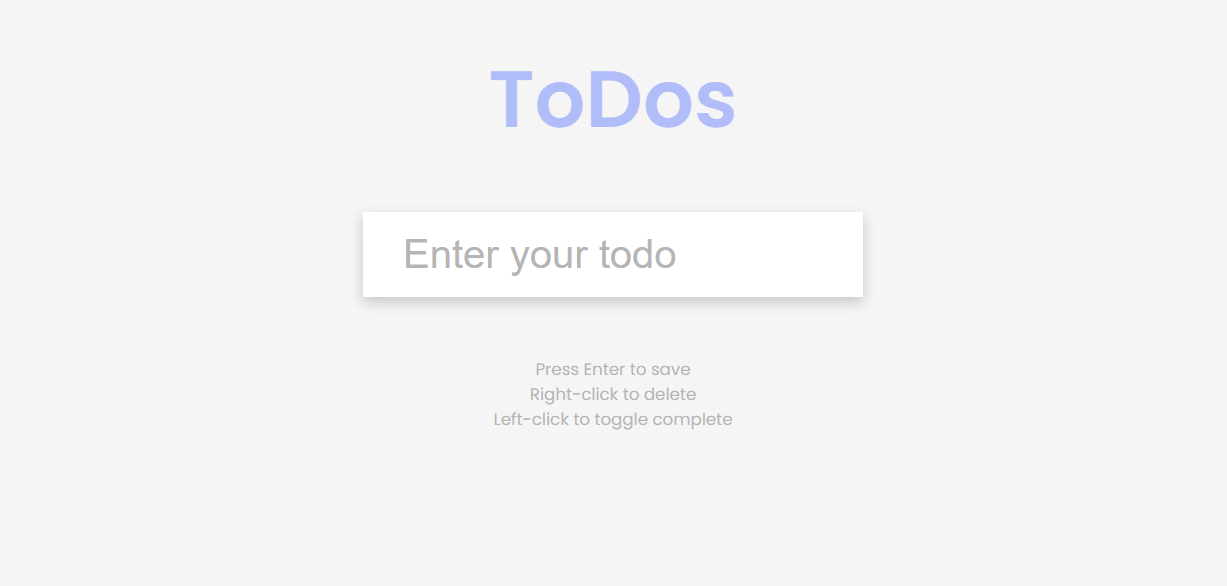 ToDos
Enter your todo
Press Enter to save
Right-click to delete
Left-click to toggle complete